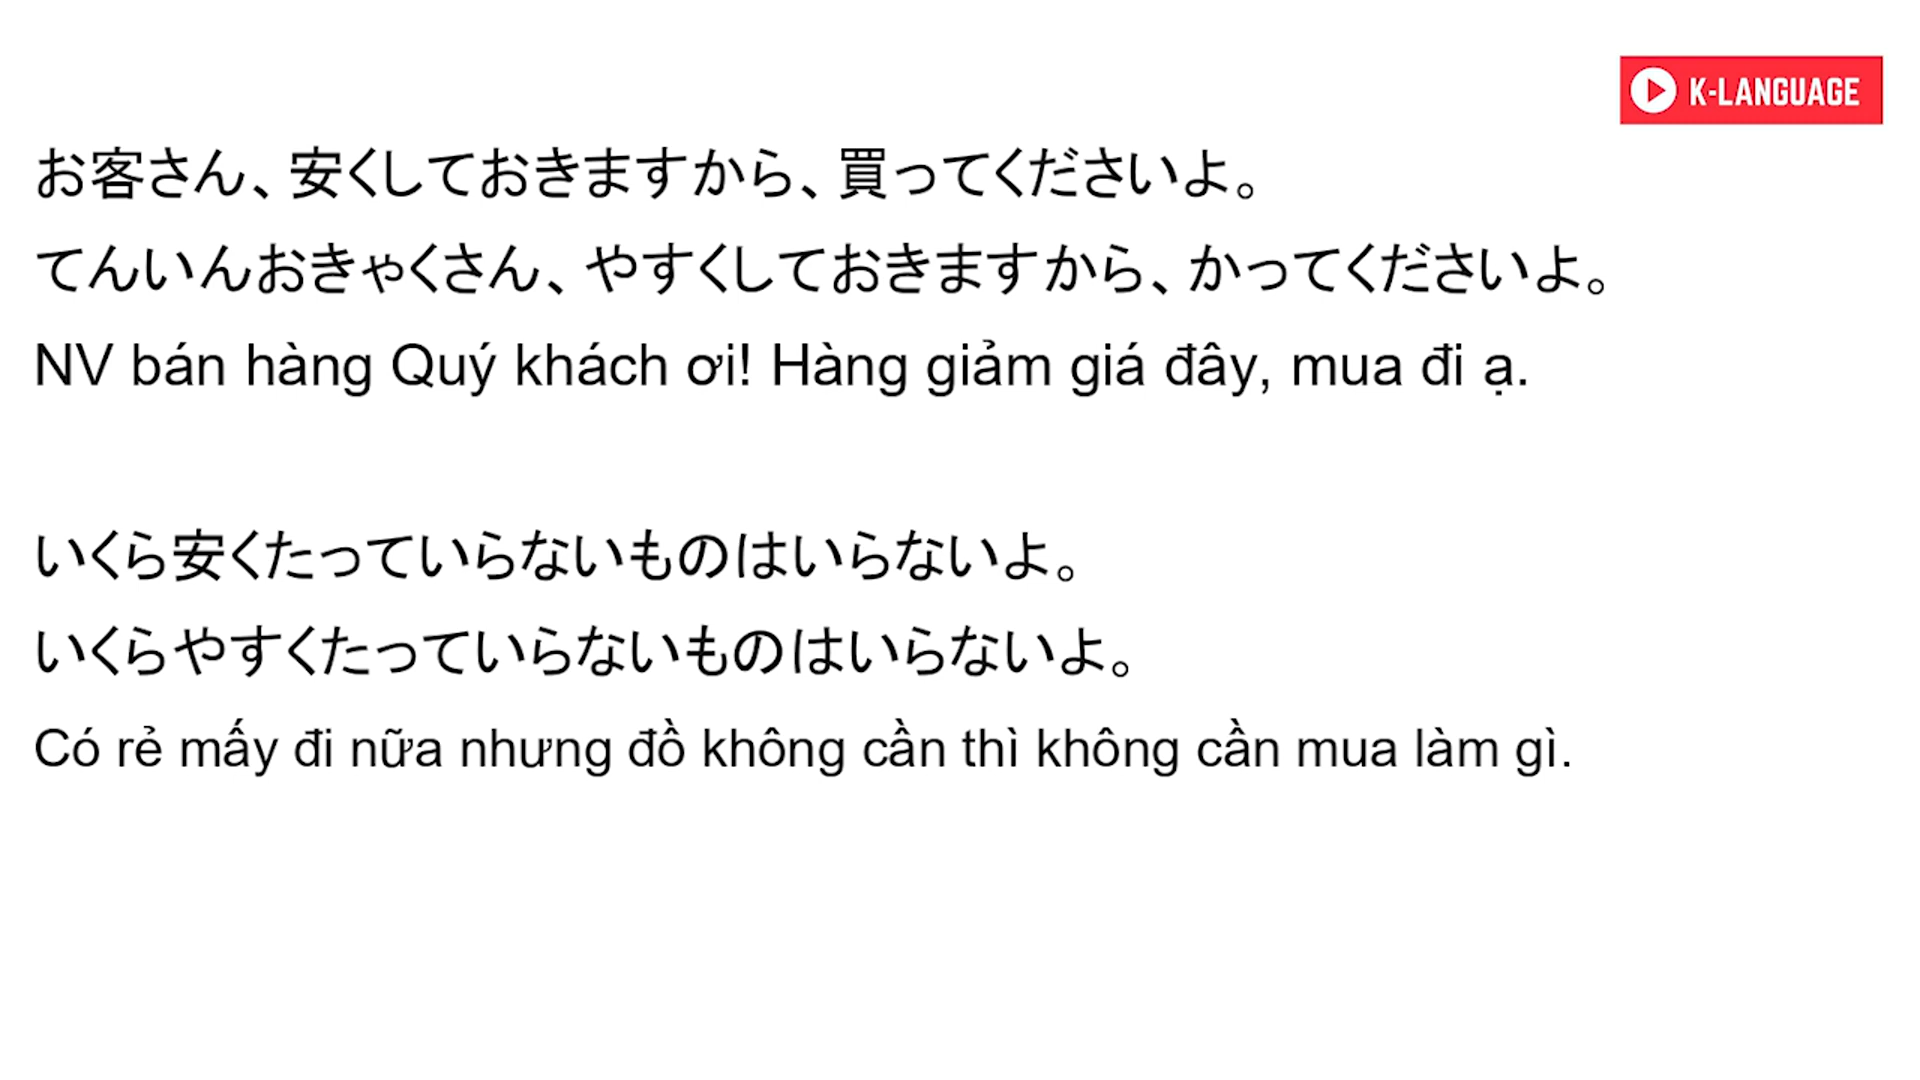 K-LANGUAGE
お客さん、安くしておきますから、買ってくださいよ。
てんいんおきゃくさん、やすくしておきますから、かってくださいよ。
NV bán hàng Quý khách ơi! Hàng giảm giá đây, mua đi ạ.
いくら安くたっていらないものはいらないよ。
いくらやすくたっていらないものはいらないよ。
Có rẻ mấy đi nữa nhưng đồ không cần thì không cần mua làm gì.